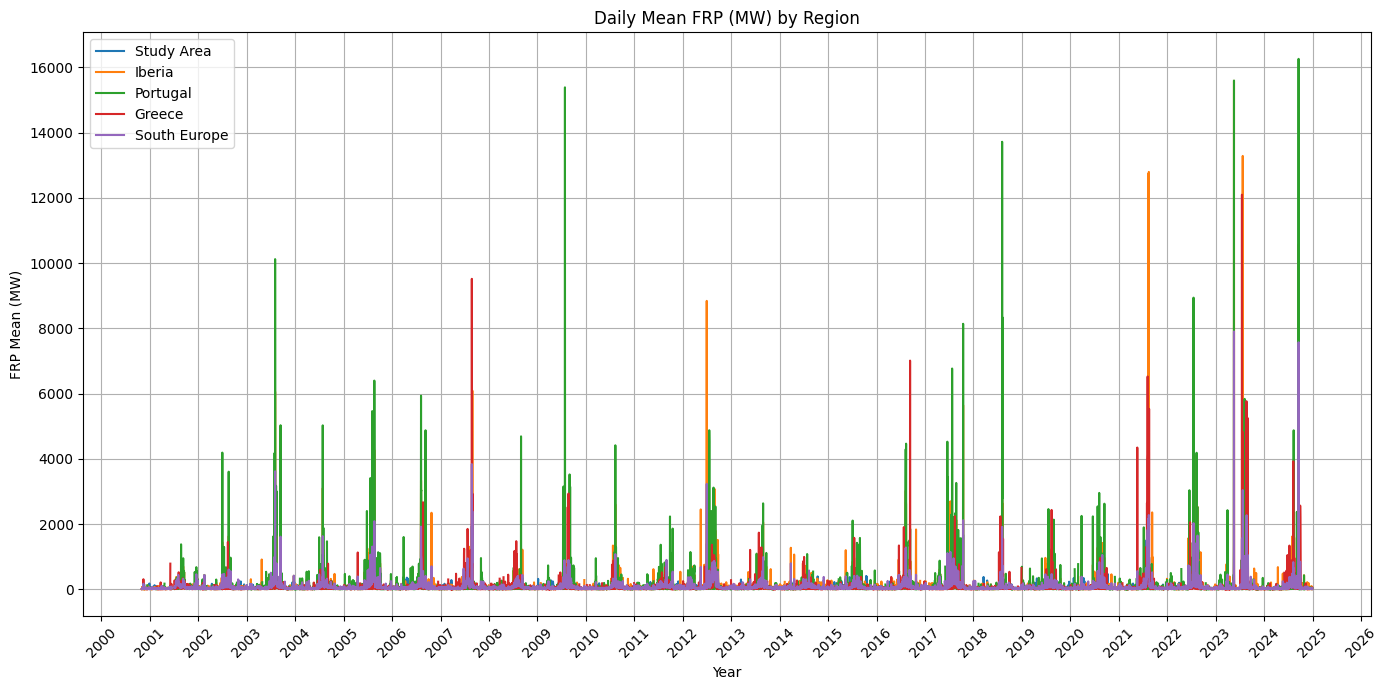 Daily Mean FRP (MW) by Region
Study Area
Iberia
Portugal
Greece
South Europe
FRP Mean (MW)
16000
14000
12000
10000
8000
6000
4000
2000
0
2000 2001 2002 2003 2004 2005 2006 2007 2008 2009 2010 2011 2012 2013 2014 2015 2016 2017 2018 2019 2020 2021 2022 2023 2024 2025 2026
Year